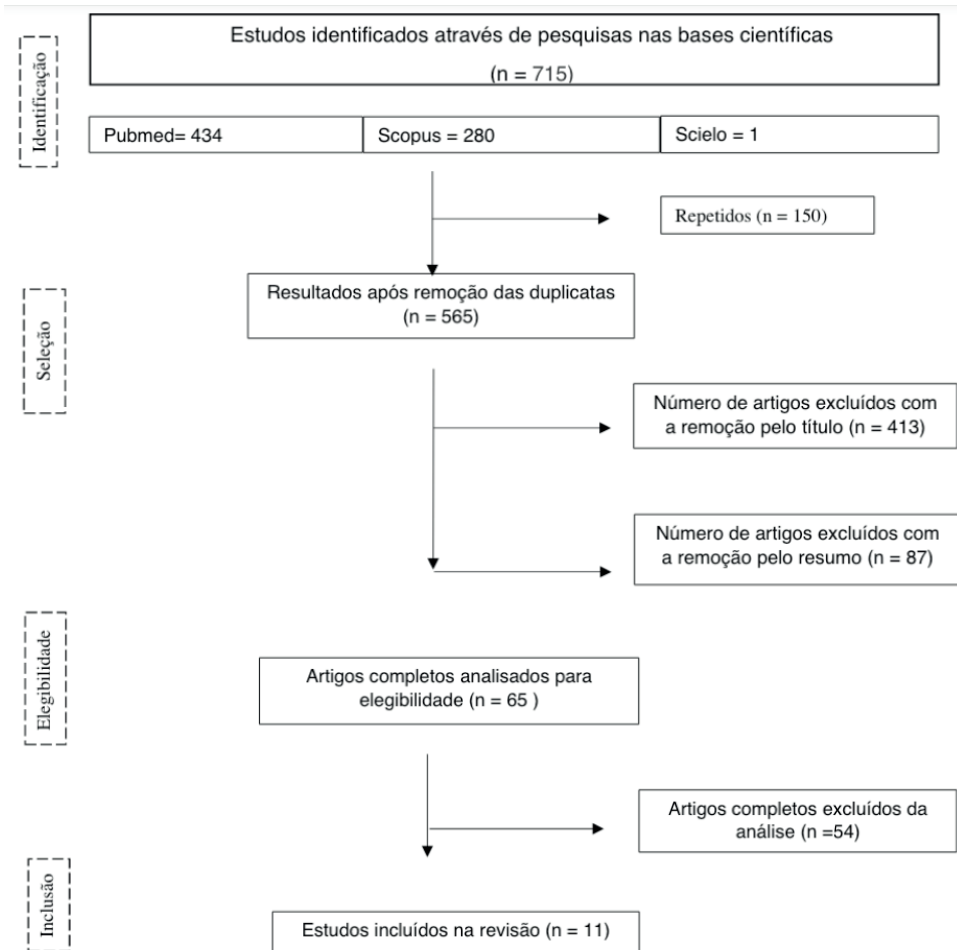 Identificação
Estudos identificados através de pesquisas nas bases científicas
(n = 715)
Pubmed= 434
Scopus = 280
Scielo = 1
Repetidos (n = 150)
Seleção
Resultados após remoção das duplicatas
(n = 565)
Número de artigos excluídos com
a remoção pelo título (n = 413)
Número de artigos excluídos com
a remoção pelo resumo (n = 87)
Elegibilidade
Artigos completos analisados para
elegibilidade (n = 65 )
Artigos completos excluídos da
análise (n =54)
Inclusão
Estudos incluídos na revisão (n = 11)